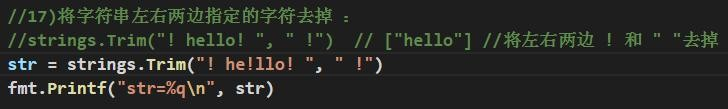 //17)将字符串左右两边指定的字符去掉 :
//strings.Trim("! hello! ", " !")  // ["hello"] //将左右两边 ! 和 " "去掉
str = strings.Trim("! he!llo! ", " !")
fmt.Printf("str=%q\n", str)